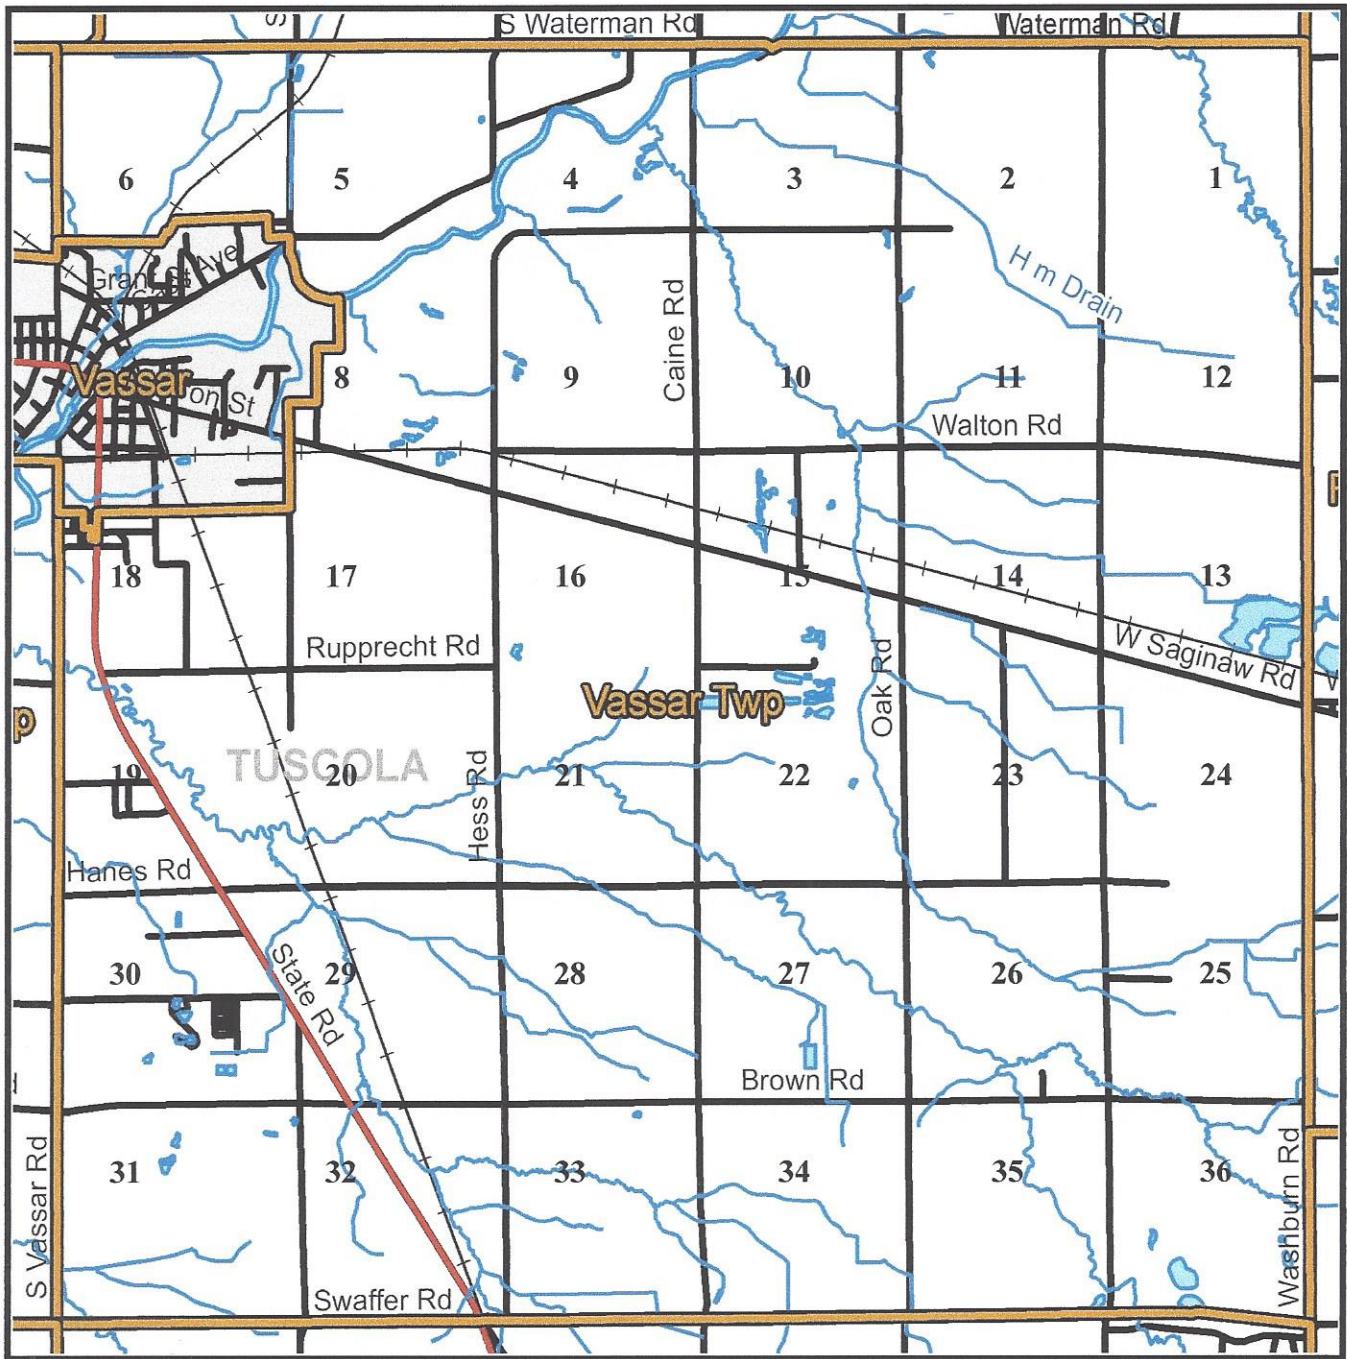 S Waterman Rd
Waterman Rd
6
5
4
3
2
1
Grant St
Ave
H m Drain
Caine Rd
Vassar
on St
8
9
10
11
12
Walton Rd
18
17
16
15
14
13
Rupprecht Rd
W Saginaw Rd
Vassar Twp
Oak Rd
p
TUSCOLA
19
20
21
22
23
24
Hess Rd
Hanes Rd
State Rd
30
29
28
27
26
25
Brown Rd
31
32
33
34
35
36
S Vassar Rd
Washburn Rd
Swaffer Rd